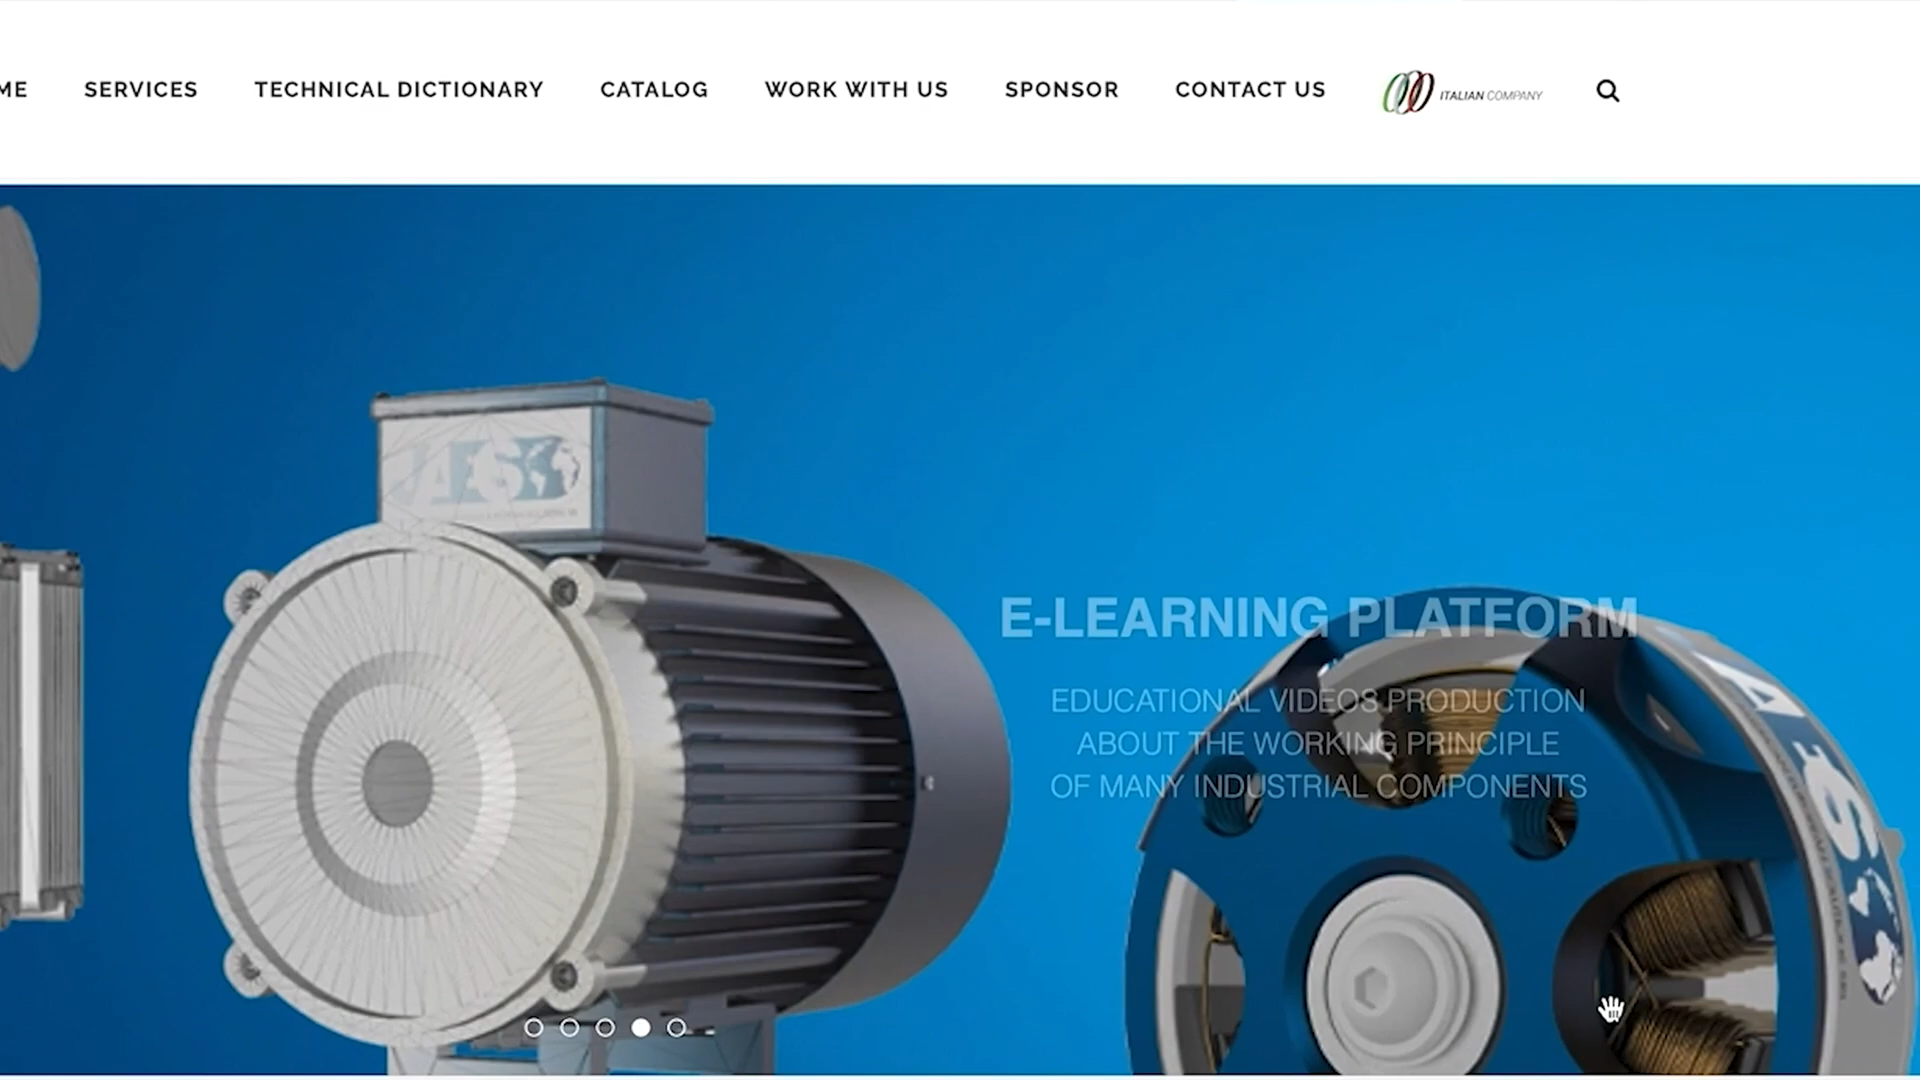 ME SERVICES TECHNICAL DICTIONARY CATALOG WORK WITH US SPONSOR CONTACT US ITALIAN COMPANY
E-LEARNING PLATFORM
EDUCATIONAL VIDEOS PRODUCTION
ABOUT THE WORKING PRINCIPLE
OF MANY INDUSTRIAL COMPONENTS